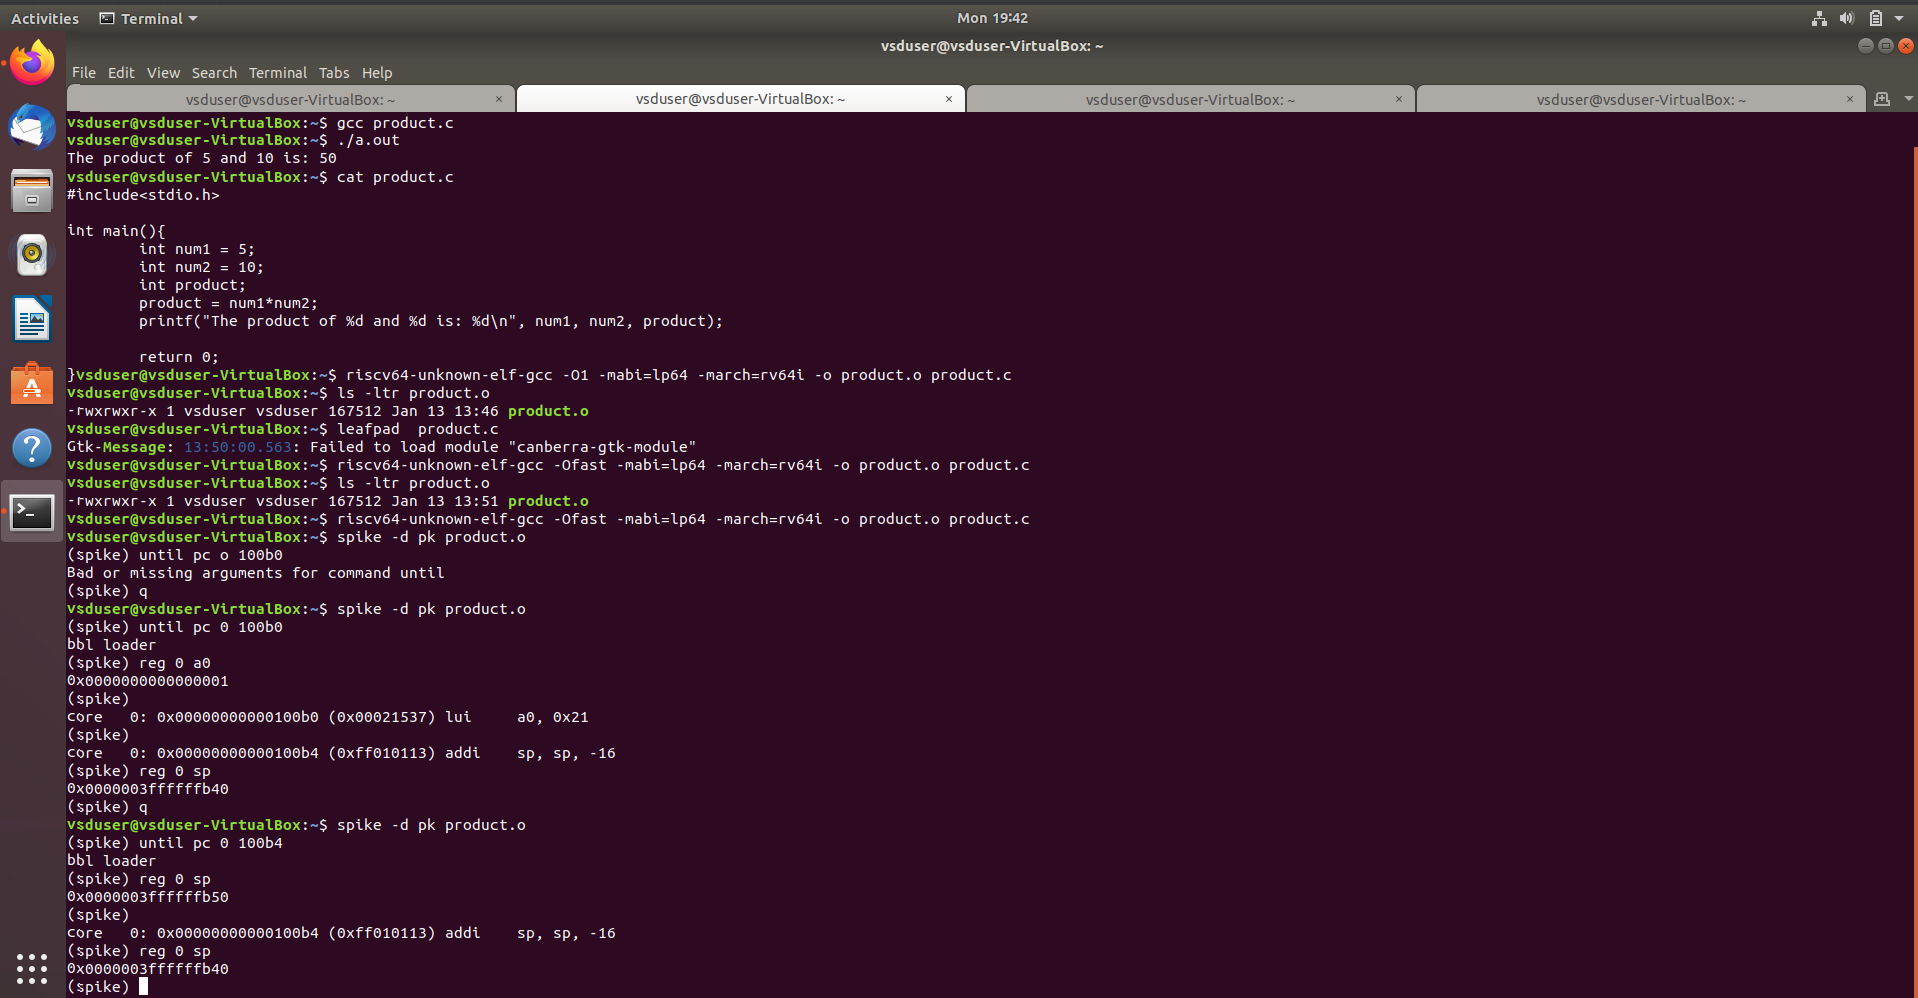 Activities Terminal Mon 19:42
vsduser@vsduser-VirtualBox: ~
File Edit View Search Terminal Tabs Help
vsduser@vsduser-VirtualBox: ~ × vsduser@vsduser-VirtualBox: ~ × vsduser@vsduser-VirtualBox: ~ × vsduser@vsduser-VirtualBox: ~ ×
vsduser@vsduser-VirtualBox:~$ gcc product.c
vsduser@vsduser-VirtualBox:~$ ./a.out
The product of 5 and 10 is: 50
vsduser@vsduser-VirtualBox:~$ cat product.c
#include<stdio.h>
int main(){
int num1 = 5;
int num2 = 10;
int product;
product = num1*num2;
printf("The product of %d and %d is: %d\n", num1, num2, product);
return 0;
}vsduser@vsduser-VirtualBox:~$ riscv64-unknown-elf-gcc -O1 -mabi=lp64 -march=rv64i -o product.o product.c
vsduser@vsduser-VirtualBox:~$ ls -ltr product.o
-rwxrwxr-x 1 vsduser vsduser 167512 Jan 13 13:46 product.o
vsduser@vsduser-VirtualBox:~$ leafpad  product.c
Gtk-Message: 13:50:00.563: Failed to load module "canberra-gtk-module"
vsduser@vsduser-VirtualBox:~$ riscv64-unknown-elf-gcc -Ofast -mabi=lp64 -march=rv64i -o product.o product.c
vsduser@vsduser-VirtualBox:~$ ls -ltr product.o
-rwxrwxr-x 1 vsduser vsduser 167512 Jan 13 13:51 product.o
vsduser@vsduser-VirtualBox:~$ riscv64-unknown-elf-gcc -Ofast -mabi=lp64 -march=rv64i -o product.o product.c
vsduser@vsduser-VirtualBox:~$ spike -d pk product.o
(spike) until pc o 100b0
Bad or missing arguments for command until
(spike) q
vsduser@vsduser-VirtualBox:~$ spike -d pk product.o
(spike) until pc 0 100b0
bbl loader
(spike) reg 0 a0
0x0000000000000001
(spike)
core   0: 0x00000000000100b0 (0x00021537) lui     a0, 0x21
(spike)
core   0: 0x00000000000100b4 (0xff010113) addi    sp, sp, -16
(spike) reg 0 sp
0x0000003ffffffb40
(spike) q
vsduser@vsduser-VirtualBox:~$ spike -d pk product.o
(spike) until pc 0 100b4
bbl loader
(spike) reg 0 sp
0x0000003ffffffb50
(spike)
core   0: 0x00000000000100b4 (0xff010113) addi    sp, sp, -16
(spike) reg 0 sp
0x0000003ffffffb40
(spike)